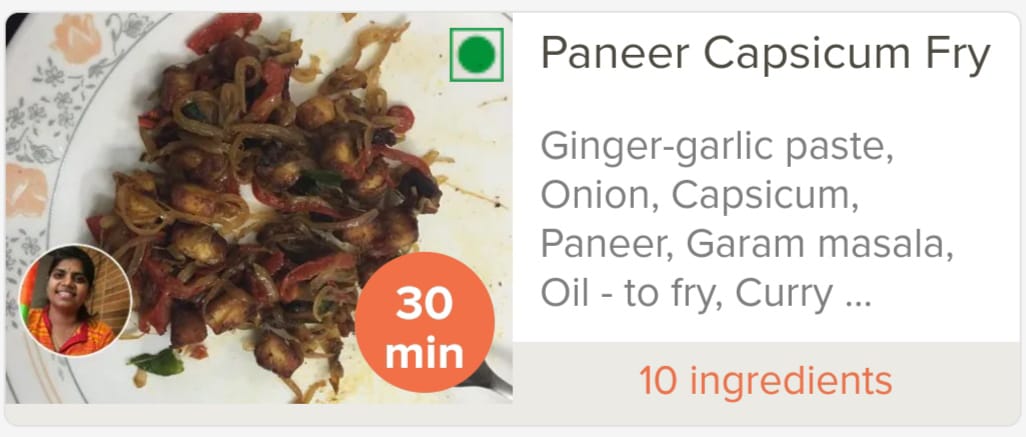 Paneer Capsicum Fry
Ginger-garlic paste,
Onion, Capsicum,
Paneer, Garam masala,
Oil - to fry, Curry ...
30
min
10 ingredients